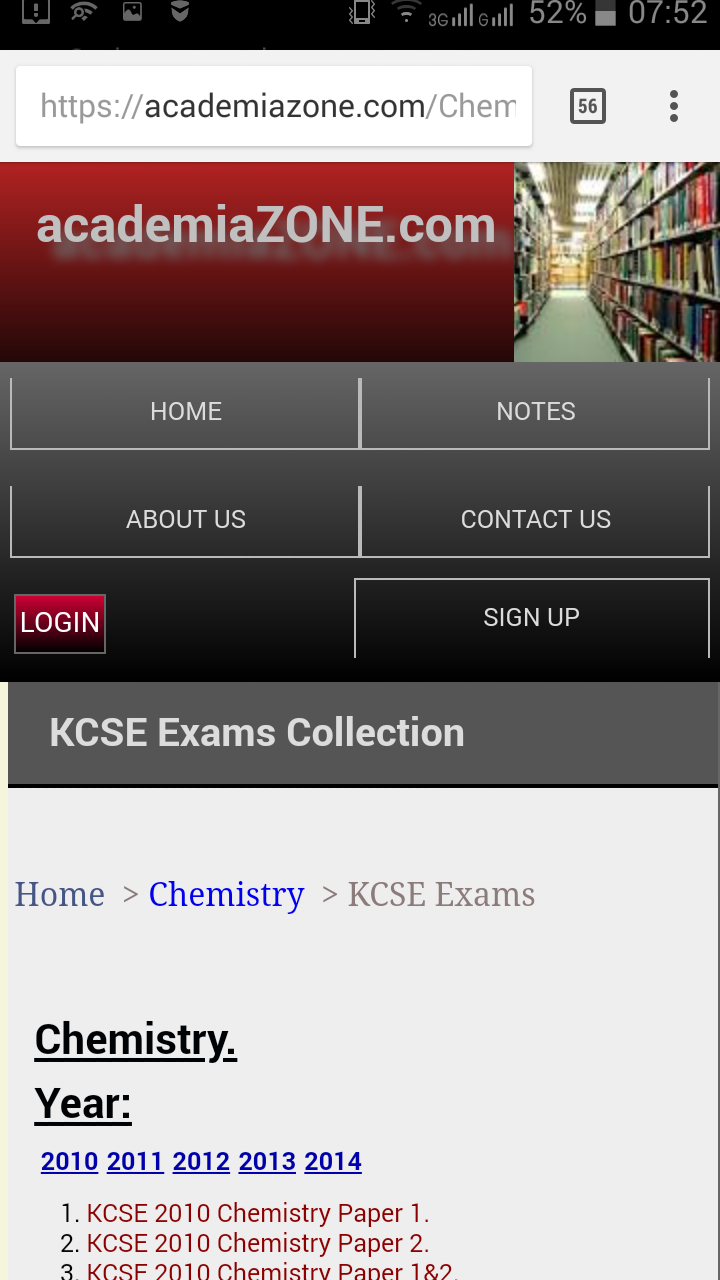 3G G 52% 07:52
https://academiazone.com/Chem
56
academiaZONE.com
HOME NOTES
ABOUT US CONTACT US
LOGIN SIGN UP
KCSE Exams Collection
Home > Chemistry > KCSE Exams
Chemistry.
Year:
2010 2011 2012 2013 2014
1. KCSE 2010 Chemistry Paper 1.
2. KCSE 2010 Chemistry Paper 2.
3. KCSE 2010 Chemistry Paper 1&2.